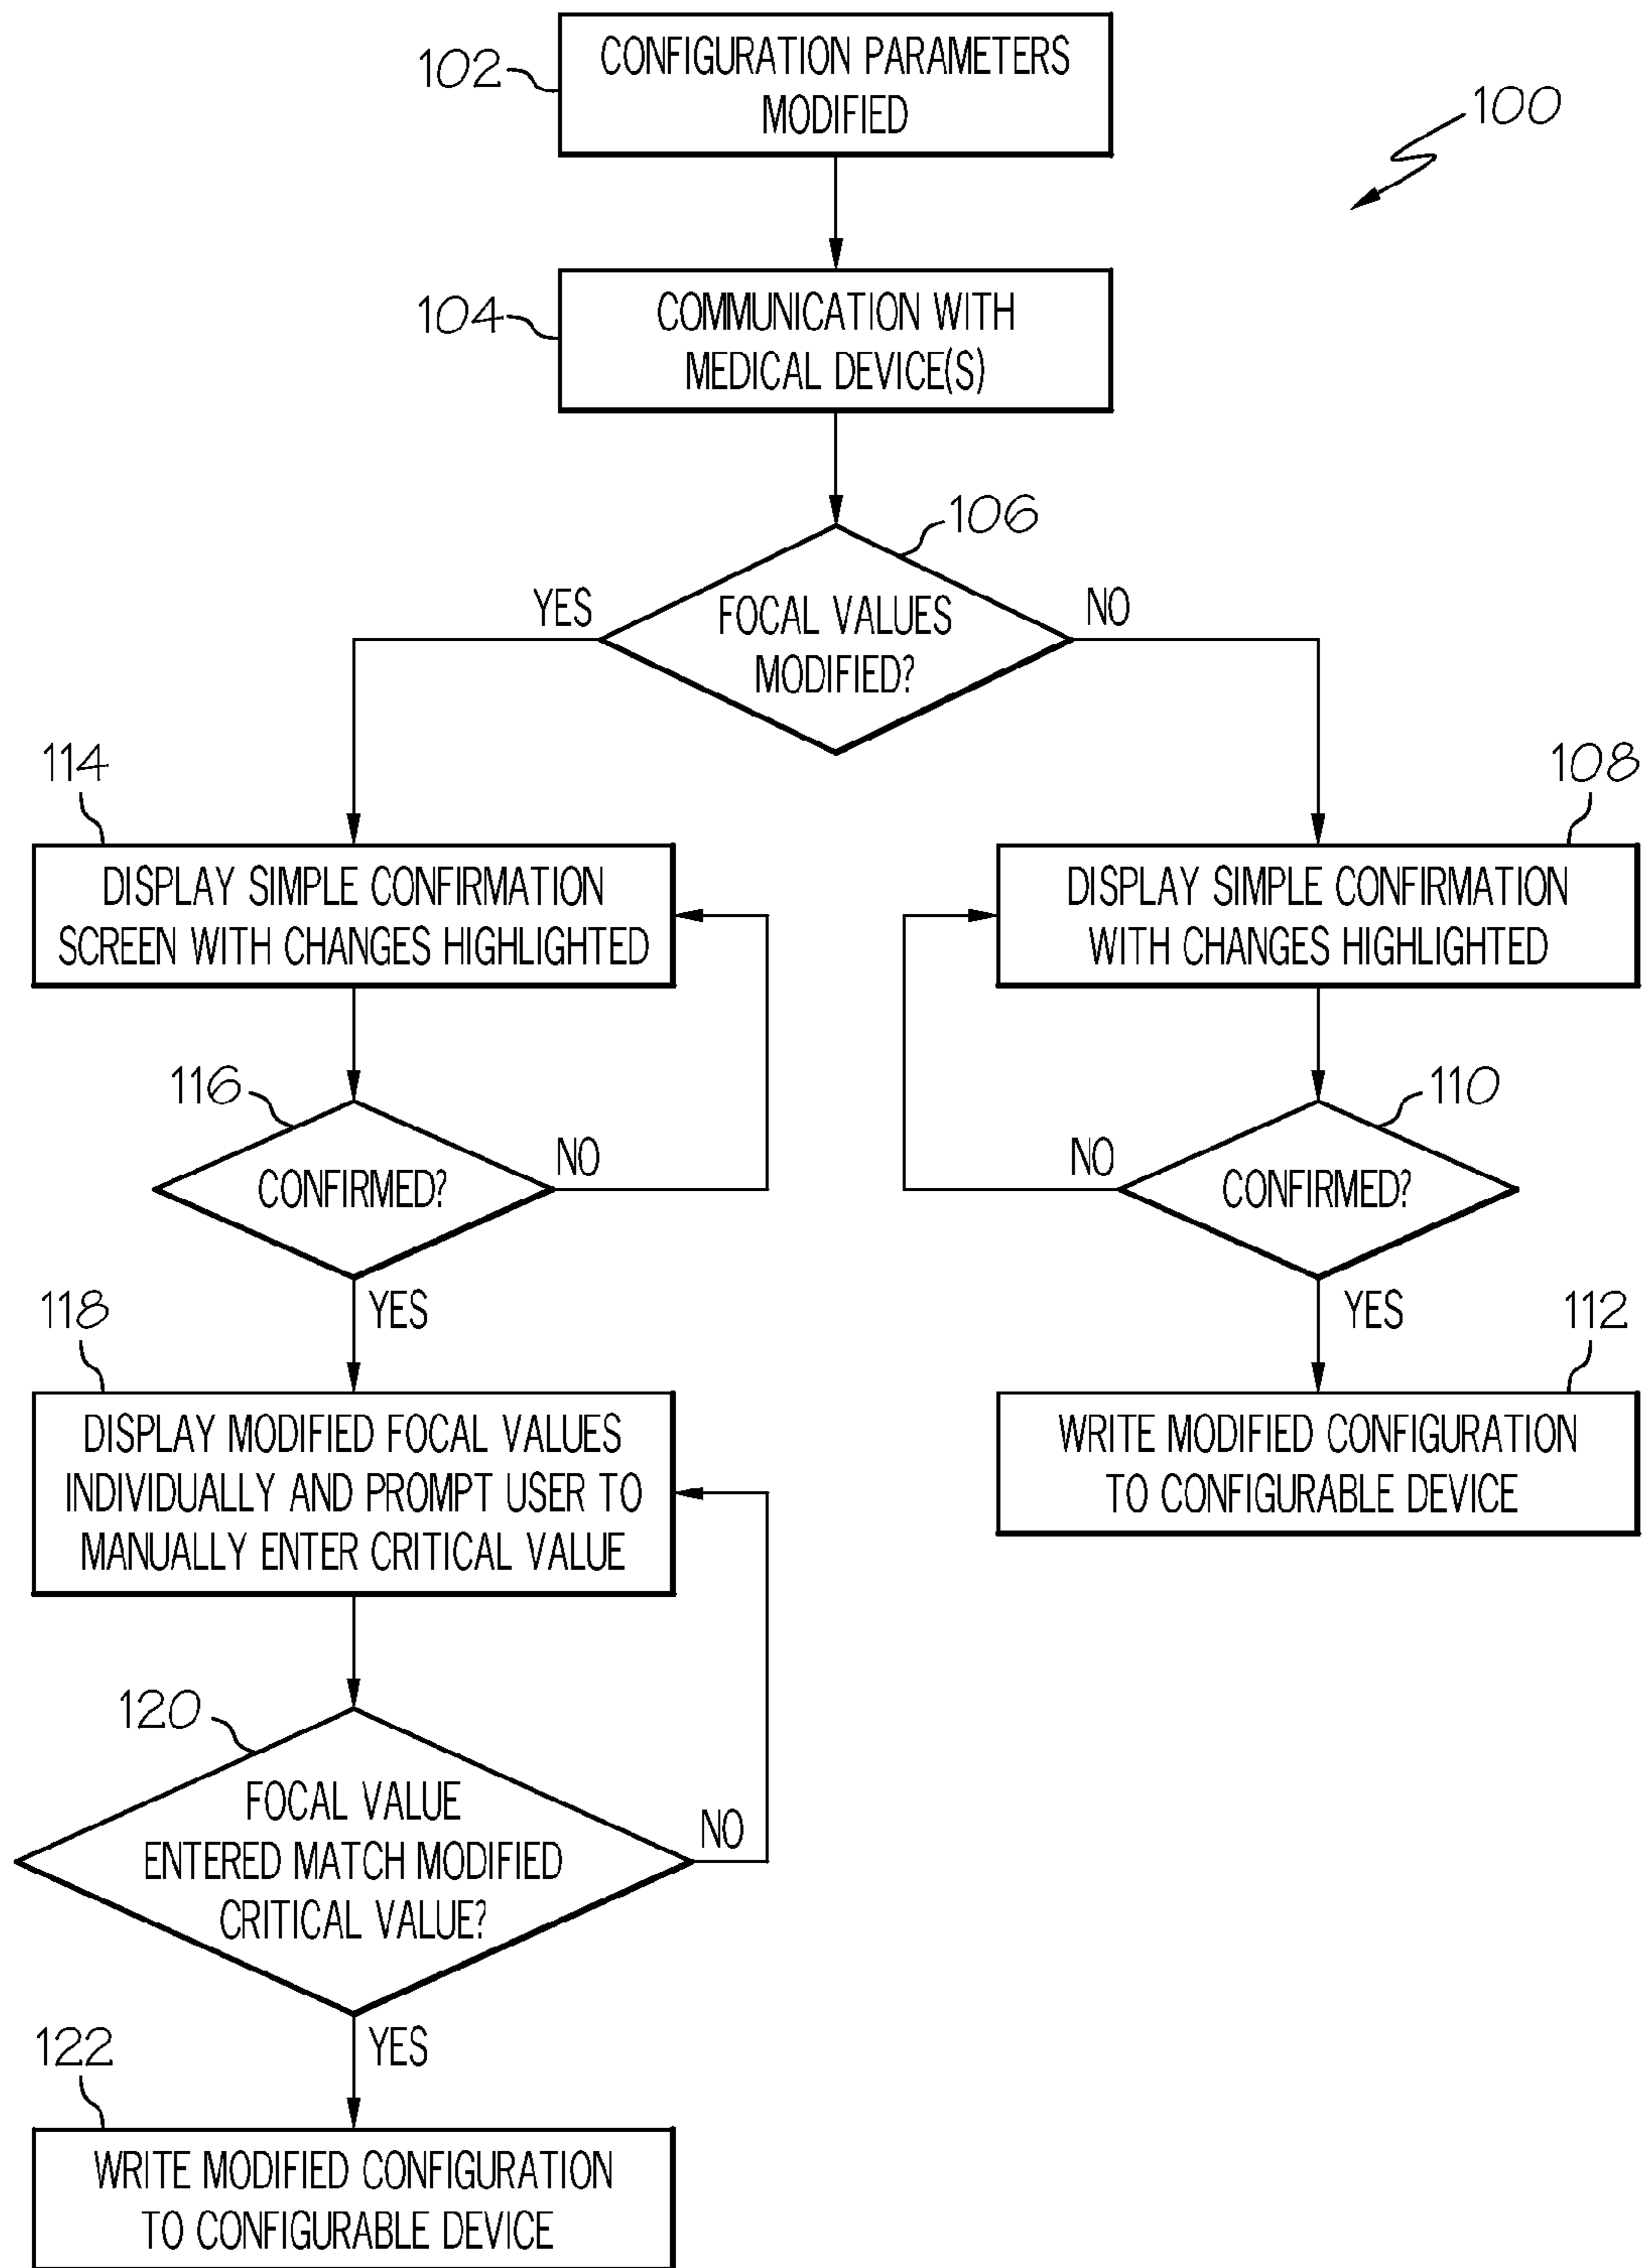 102
CONFIGURATION PARAMETERS
MODIFIED
100
104
COMMUNICATION WITH
MEDICAL DEVICE(S)
106
YES
NO
FOCAL VALUES
MODIFIED?
114
DISPLAY SIMPLE CONFIRMATION
SCREEN WITH CHANGES HIGHLIGHTED
108
DISPLAY SIMPLE CONFIRMATION
WITH CHANGES HIGHLIGHTED
116
CONFIRMED?
NO
YES
110
NO
CONFIRMED?
YES
118
DISPLAY MODIFIED FOCAL VALUES
INDIVIDUALLY AND PROMPT USER TO
MANUALLY ENTER CRITICAL VALUE
112
WRITE MODIFIED CONFIGURATION
TO CONFIGURABLE DEVICE
120
FOCAL VALUE
ENTERED MATCH MODIFIED
CRITICAL VALUE?
NO
YES
122
WRITE MODIFIED CONFIGURATION
TO CONFIGURABLE DEVICE